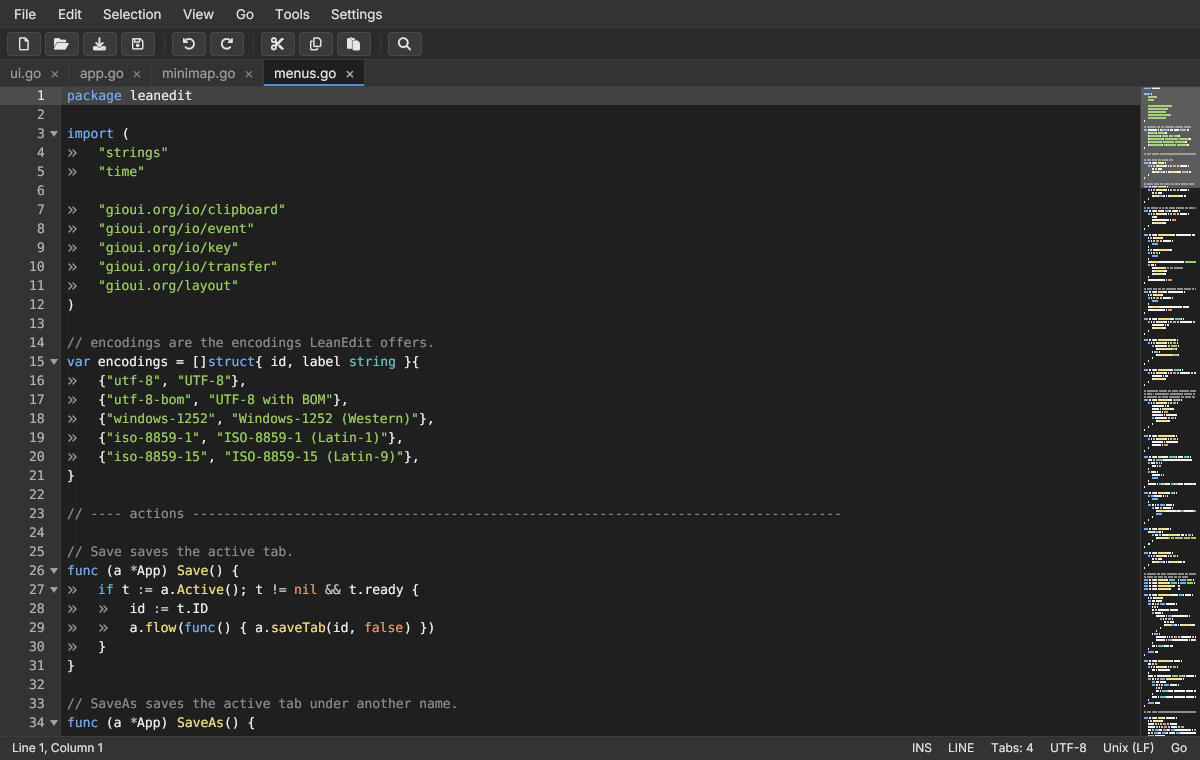 File Edit Selection View Go Tools Settings
ui.go × app.go × minimap.go × menus.go ×
1 package leanedit
2
3 import (
4 » "strings"
5 » "time"
6
7 » "gioui.org/io/clipboard"
8 » "gioui.org/io/event"
9 » "gioui.org/io/key"
10 » "gioui.org/io/transfer"
11 » "gioui.org/layout"
12 )
13
14 // encodings are the encodings LeanEdit offers.
15 var encodings = []struct{ id, label string }{
16 » {"utf-8", "UTF-8"},
17 » {"utf-8-bom", "UTF-8 with BOM"},
18 » {"windows-1252", "Windows-1252 (Western)"},
19 » {"iso-8859-1", "ISO-8859-1 (Latin-1)"},
20 » {"iso-8859-15", "ISO-8859-15 (Latin-9)"},
21 }
22
23 // ---- actions -----------------------------------------------------------------------------------
24
25 // Save saves the active tab.
26 func (a *App) Save() {
27 » if t := a.Active(); t != nil && t.ready {
28 » » id := t.ID
29 » » a.flow(func() { a.saveTab(id, false) })
30 » }
31 }
32
33 // SaveAs saves the active tab under another name.
34 func (a *App) SaveAs() {
Line 1, Column 1 INS LINE Tabs: 4 UTF-8 Unix (LF) Go